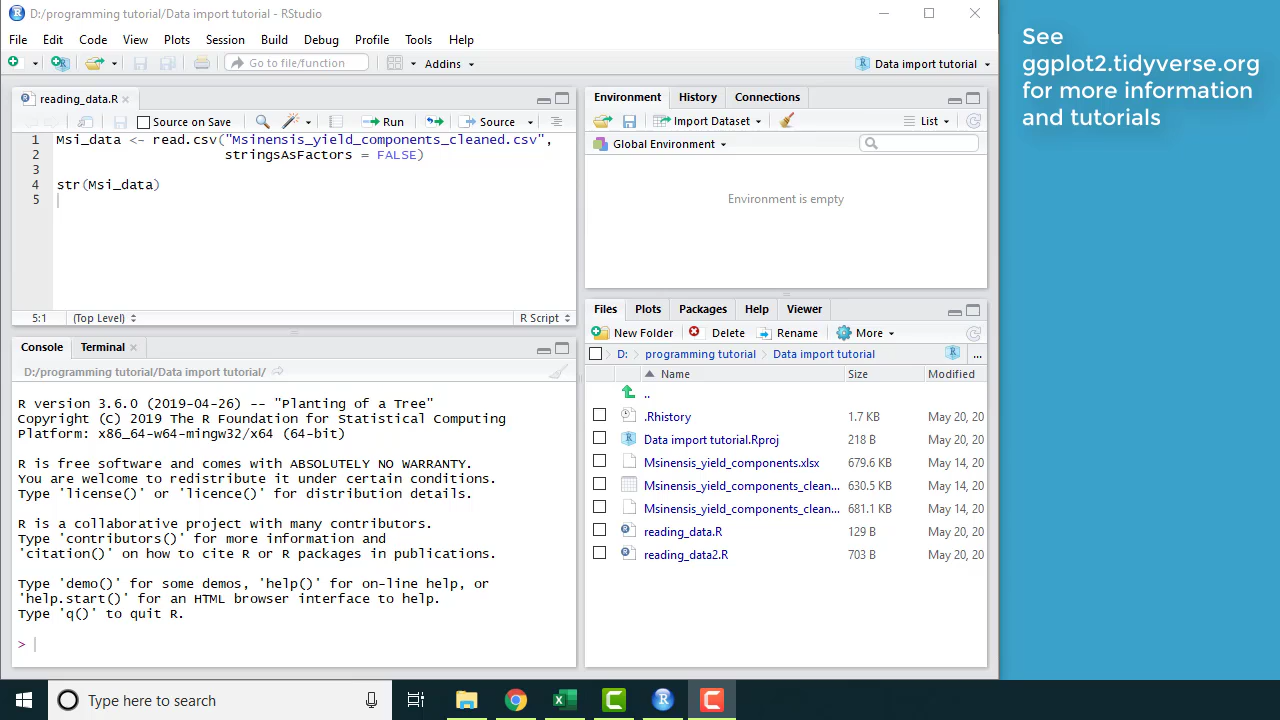 D:/programming tutorial/Data import tutorial - RStudio
File Edit Code View Plots Session Build Debug Profile Tools Help
Go to file/function Addins Data import tutorial
reading_data.R
Source on Save Run Source
1 Msi_data <- read.csv("Msinensis_yield_components_cleaned.csv",
2 stringsAsFactors = FALSE)
3
4 str(Msi_data)
5
5:1 (Top Level) R Script
Console Terminal
D:/programming tutorial/Data import tutorial/
R version 3.6.0 (2019-04-26) -- "Planting of a Tree"
Copyright (C) 2019 The R Foundation for Statistical Computing
Platform: x86_64-w64-mingw32/x64 (64-bit)
R is free software and comes with ABSOLUTELY NO WARRANTY.
You are welcome to redistribute it under certain conditions.
Type 'license()' or 'licence()' for distribution details.
R is a collaborative project with many contributors.
Type 'contributors()' for more information and
'citation()' on how to cite R or R packages in publications.
Type 'demo()' for some demos, 'help()' for on-line help, or
'help.start()' for an HTML browser interface to help.
Type 'q()' to quit R.
>
Environment History Connections
Import Dataset List
Global Environment
Environment is empty
Files Plots Packages Help Viewer
New Folder Delete Rename More
D: programming tutorial Data import tutorial ...
Name Size Modified
..
.Rhistory 1.7 KB May 20, 20
Data import tutorial.Rproj 218 B May 20, 20
Msinensis_yield_components.xlsx 679.6 KB May 14, 20
Msinensis_yield_components_clean... 630.5 KB May 14, 20
Msinensis_yield_components_clean... 681.1 KB May 14, 20
reading_data.R 129 B May 20, 20
reading_data2.R 703 B May 20, 20
See
ggplot2.tidyverse.org
for more information
and tutorials
Type here to search